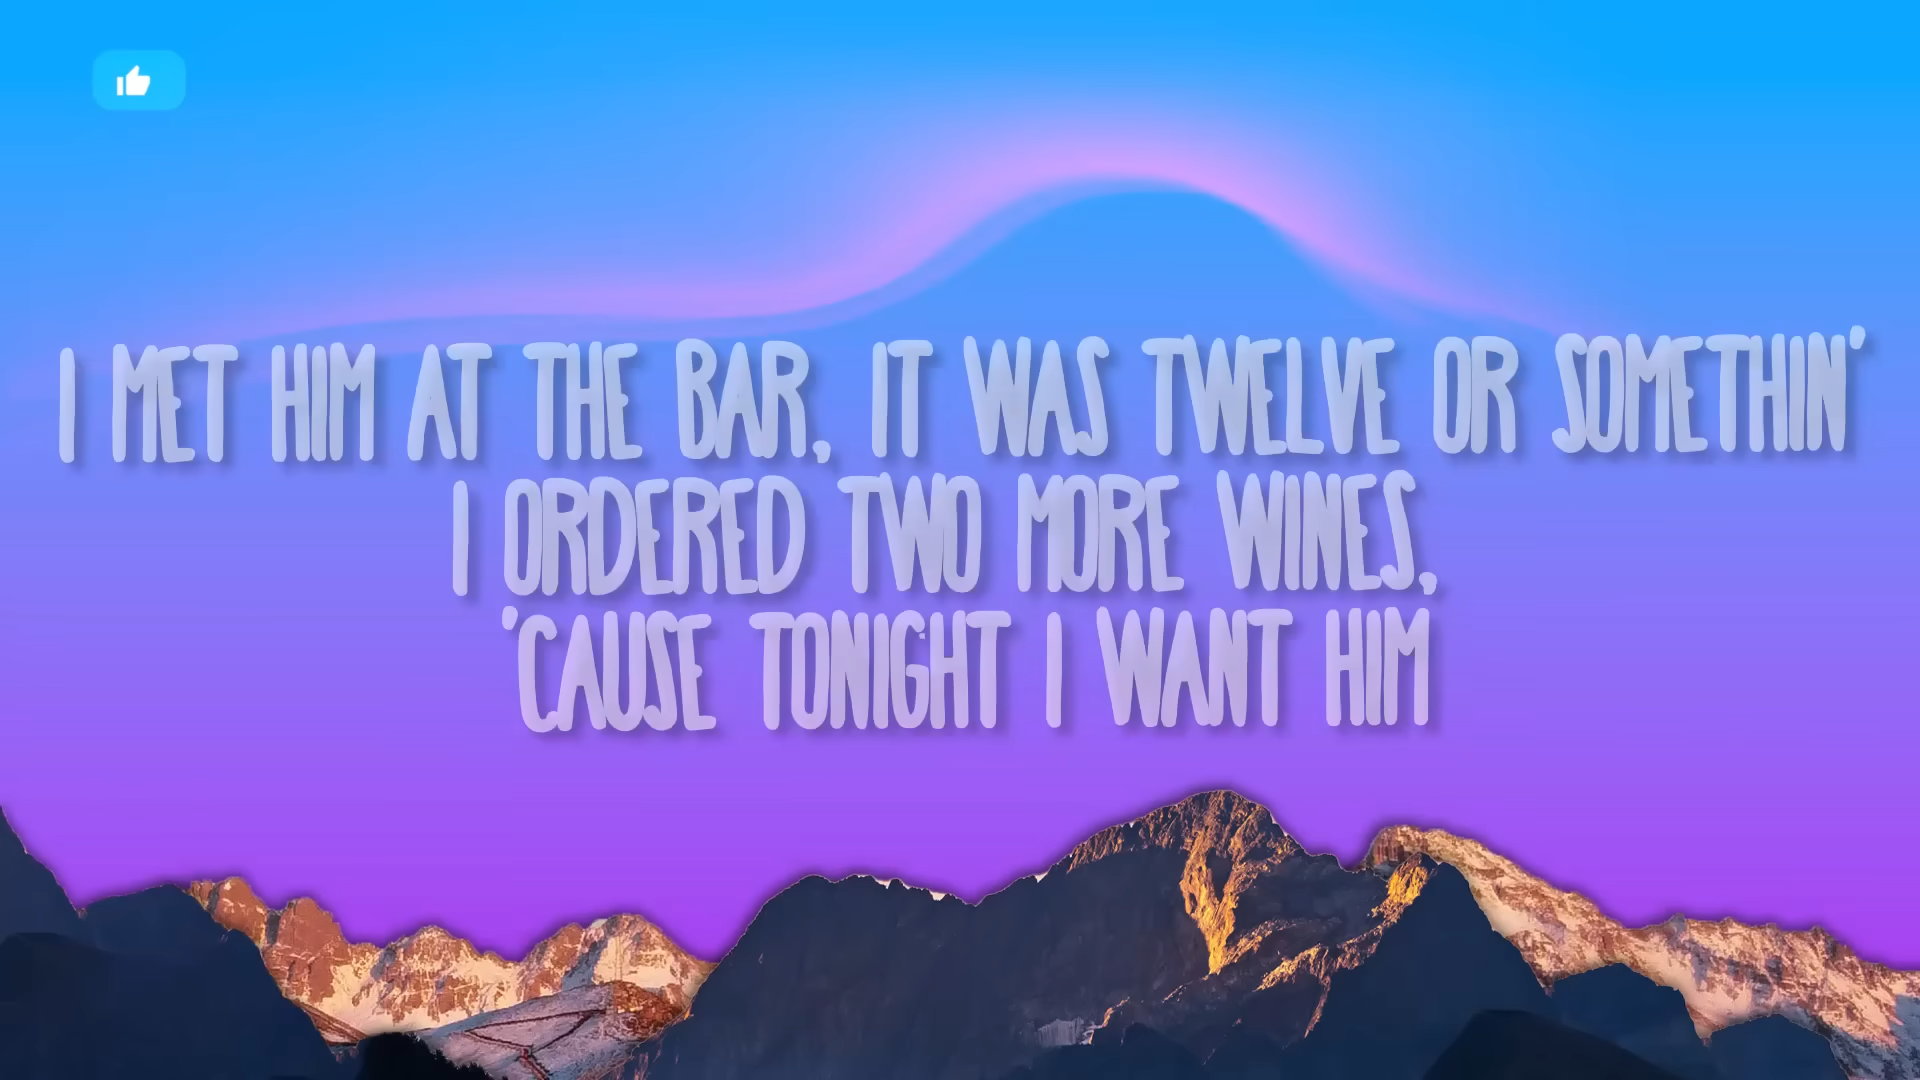 I MET HIM AT THE BAR, IT WAS TWELVE OR SOMETHIN'
I ORDERED TWO MORE WINES,
'CAUSE TONIGHT I WANT HIM